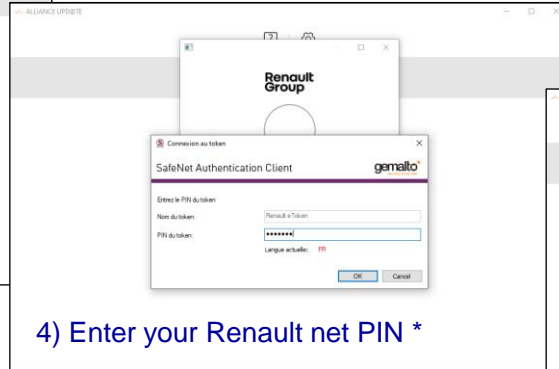 ALLIANCE UPD@TE
?
Renault
Group
Connexion au token
SafeNet Authentication Client
gemalto
Entrez le PIN du token
Nom du token:
Renault eToken
PIN du token:
•••••••
Langue actuelle: FR
OK
Cancel
4) Enter your Renault net PIN *